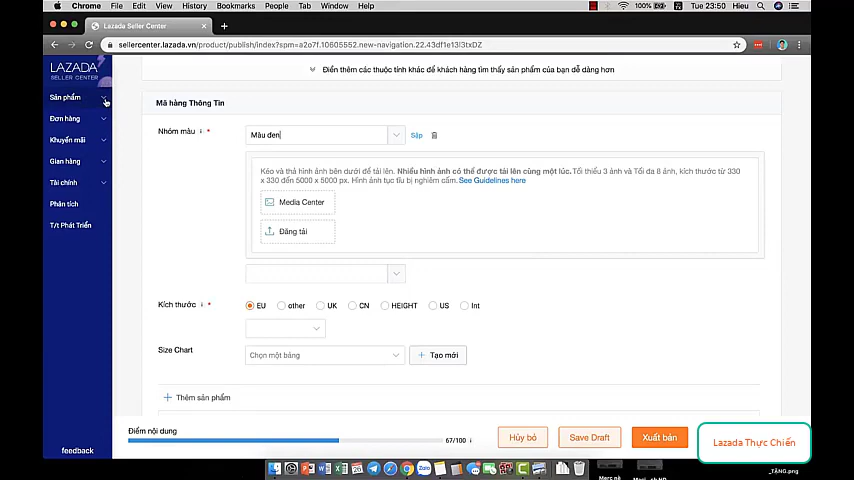 Chrome File Edit View History Bookmarks People Tab Window Help 100% Tue 23:50 Hieu
Lazada Seller Center
sellercenter.lazada.vn/product/publish/index?spm=a2o7f.10605552.new-navigation.22.43df1e13l3txDZ
LAZADA
SELLER CENTER
Điền thêm các thuộc tính khác để khách hàng tìm thấy sản phẩm của bạn dễ dàng hơn
Sản phẩm
Mã hàng Thông Tin
Đơn hàng
Nhóm màu *
Màu đen
Sập
Khuyến mãi
Gian hàng
Kéo và thả hình ảnh bên dưới để tải lên. Nhiều hình ảnh có thể được tải lên cùng một lúc. Tối thiểu 3 ảnh và Tối đa 8 ảnh, kích thước từ 330
x 330 đến 5000 x 5000 px. Hình ảnh tục tĩu bị nghiêm cấm. See Guidelines here
Tài chính
Phân tích
Media Center
T/t Phát Triển
Đăng tải
Kích thước * EU other UK CN HEIGHT US Int
Size Chart
Chọn một bảng
Tạo mới
Thêm sản phẩm
Điểm nội dung
67/100
Hủy bỏ
Save Draft
Xuất bản
Lazada Thực Chiến
feedback
Zalo
_TẶNG.png